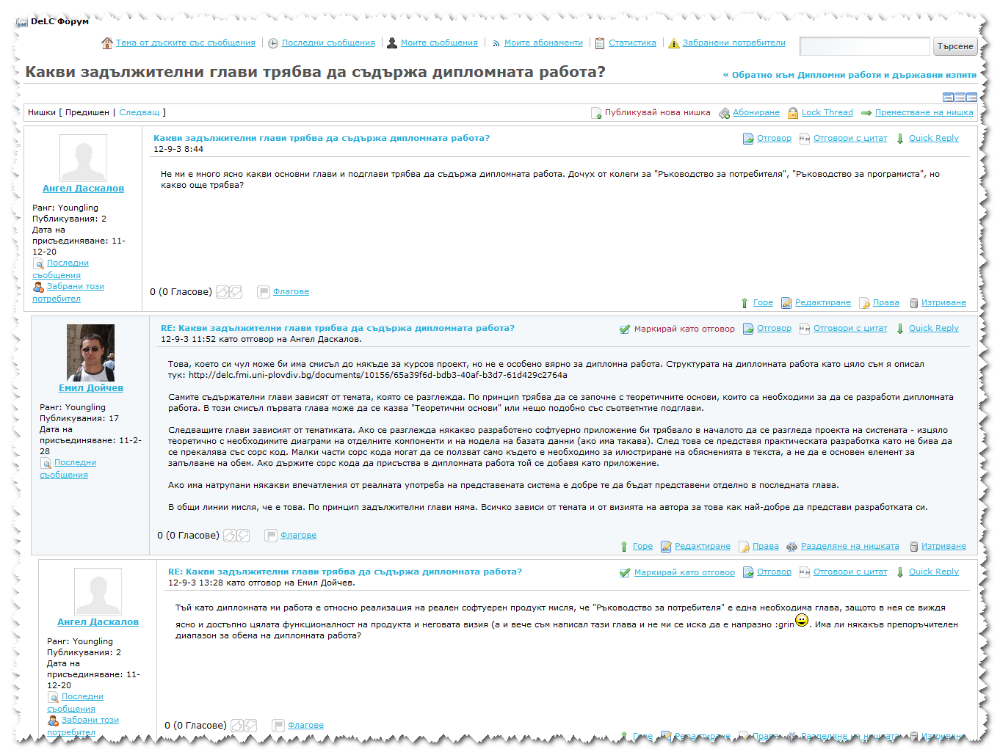 DeLC Форум
Тема от дъските със съобщения | Последни съобщения | Моите съобщения | Моите абонаменти | Статистика | Забранени потребители
Търсене
Какви задължителни глави трябва да съдържа дипломната работа?
« Обратно към Дипломни работи и държавни изпити
Нишки [ Предишен | Следващ ]
Публикувай нова нишка Абониране Lock Thread Преместване на нишка
Ангел Даскалов
Ранг: Youngling
Публикувания: 2
Дата на
присъединяване: 11-
12-20
Последни
съобщения
Забрани този
потребител
Какви задължителни глави трябва да съдържа дипломната работа?
12-9-3 8:44
Отговор Отговори с цитат Quick Reply
Не ми е много ясно какви основни глави и подглави трябва да съдържа дипломната работа. Дочух от колеги за "Ръководство за потребителя", "Ръководство за програмиста", но
какво още трябва?
0 (0 Гласове) Флагове
Горе Редактиране Права Изтриване
Емил Дойчев
Ранг: Youngling
Публикувания: 17
Дата на
присъединяване: 11-2-
28
Последни
съобщения
RE: Какви задължителни глави трябва да съдържа дипломната работа?
12-9-3 11:52 като отговор на Ангел Даскалов.
Маркирай като отговор Отговор Отговори с цитат Quick Reply
Това, което си чул може би има смисъл до някъде за курсов проект, но не е особено вярно за дипломна работа. Структурата на дипломната работа като цяло съм я описал
тук: http://delc.fmi.uni-plovdiv.bg/documents/10156/65a39f6d-bdb3-40af-b3d7-61d429c2764a
Самите съдържателни глави зависят от темата, която се разглежда. По принцип трябва да се започне с теоретичните основи, които са необходими за да се разработи дипломната
работа. В този смисъл първата глава може да се казва "Теоретични основи" или нещо подобно със съответнтие подглави.
Следващите глави зависят от тематиката. Ако се разглежда някакво разработено софтуерно приложение би трябвало в началото да се разгледа проекта на системата - изцяло
теоретично с необходимите диаграми на отделните компоненти и на модела на базата данни (ако има такава). След това се представя практическата разработка като не бива да
се прекалява със сорс код. Малки части сорс кода могат да се ползват само където е необходимо за илюстриране на обясненията в текста, а не да е основен елемент за
запълване на обем. Ако държите сорс кода да присъства в дипломната работа той се добавя като приложение.
Ако има натрупани някакви впечатления от реалната употреба на представената система е добре те да бъдат представени отделно в последната глава.
В общи линии мисля, че е това. По принцип задължителни глави няма. Всичко зависи от темата и от визията на автора за това как най-добре да представи разработката си.
0 (0 Гласове) Флагове
Горе Редактиране Права Разделяне на нишката Изтриване
Ангел Даскалов
Ранг: Youngling
Публикувания: 2
Дата на
присъединяване: 11-
12-20
Последни
съобщения
Забрани този
потребител
RE: Какви задължителни глави трябва да съдържа дипломната работа?
12-9-3 13:28 като отговор на Емил Дойчев.
Маркирай като отговор Отговор Отговори с цитат Quick Reply
Тъй като дипломната ми работа е относно реализация на реален софтуерен продукт мисля, че "Ръководство за потребителя" е една необходима глава, защото в нея се виждя
ясно и достъпно цялата функционалност на продукта и неговата визия (а и вече съм написал тази глава и не ми се иска да е напразно :grin . Има ли някакъв препоръчителен
диапазон за обема на дипломната работа?
0 (0 Гласове) Флагове
Горе Редактиране Права Разделяне на нишката Изтриване